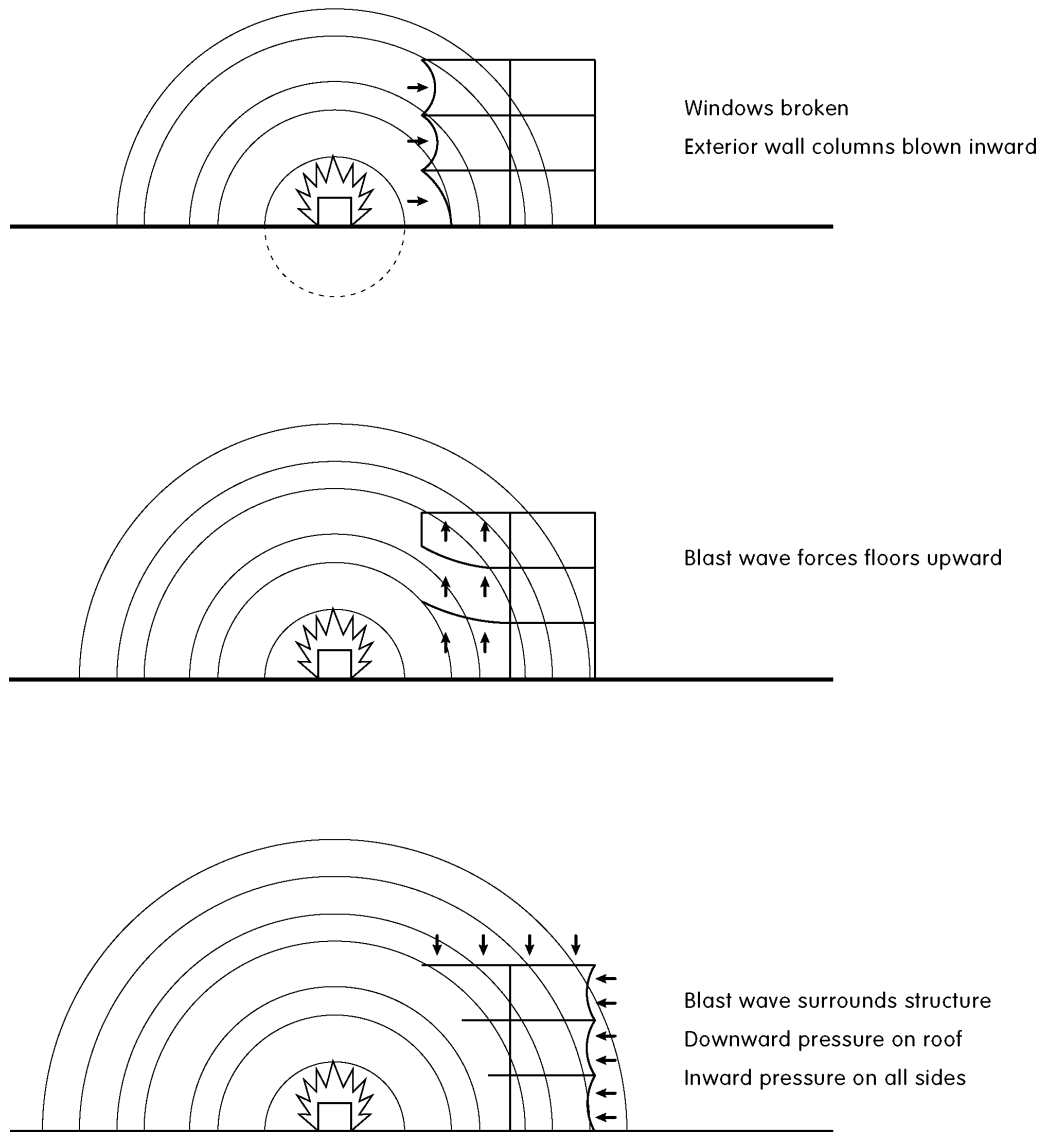 Windows broken
Exterior wall columns blown inward
Blast wave forces floors upward
Blast wave surrounds structure
Downward pressure on roof
Inward pressure on all sides